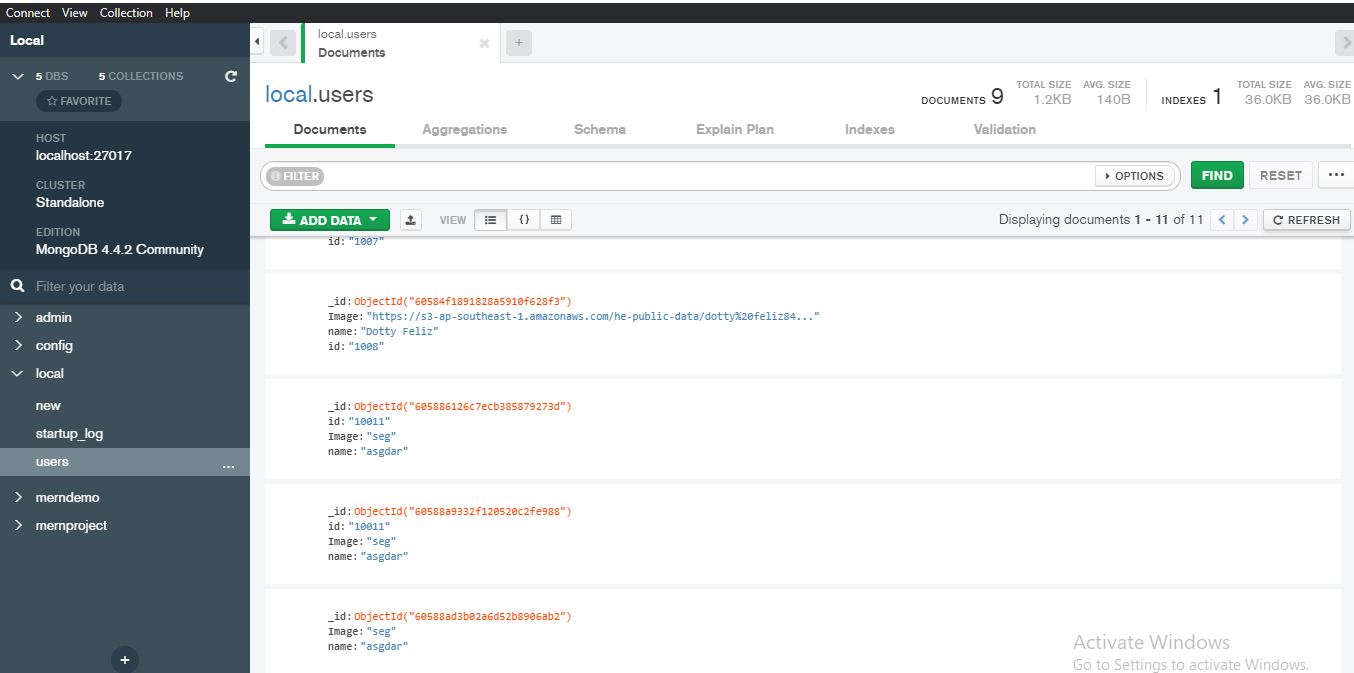 Connect View Collection Help
Local
5 DBS 5 COLLECTIONS
FAVORITE
HOST
localhost:27017
CLUSTER
Standalone
EDITION
MongoDB 4.4.2 Community
Filter your data
admin
config
local
new
startup_log
users ...
merndemo
mernproject
+
local.users
Documents
+
local.users
DOCUMENTS 9 TOTAL SIZE 1.2KB AVG. SIZE 140B INDEXES 1 TOTAL SIZE 36.0KB AVG. SIZE 36.0KB
Documents Aggregations Schema Explain Plan Indexes Validation
FILTER OPTIONS FIND RESET ...
ADD DATA VIEW {} Displaying documents 1 - 11 of 11 < > REFRESH
id: "1007"
_id: ObjectId("60584f1891828a5910f628f3")
Image: "https://s3-ap-southeast-1.amazonaws.com/he-public-data/dotty%20feliz84..."
name: "Dotty Feliz"
id: "1008"
_id: ObjectId("605886126c7ecb385879273d")
id: "10011"
Image: "seg"
name: "asgdar"
_id: ObjectId("60588a9332f120520c2fe988")
id: "10011"
Image: "seg"
name: "asgdar"
_id: ObjectId("60588ad3b02a6d52b8906ab2")
Image: "seg"
name: "asgdar"
Activate Windows
Go to Settings to activate Windows.